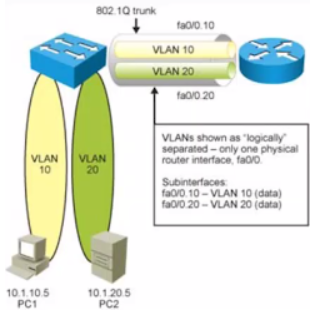 802.1Q trunk
fa0/0.10
VLAN 10
VLAN 20
fa0/0.20
VLANs shown as "logically"
separated – only one physical
router interface, fa0/0.
Subinterfaces:
fa0/0.10 – VLAN 10 (data)
fa0/0.20 – VLAN 20 (data)
VLAN
10
VLAN
20
10.1.10.5
PC1
10.1.20.5
PC2